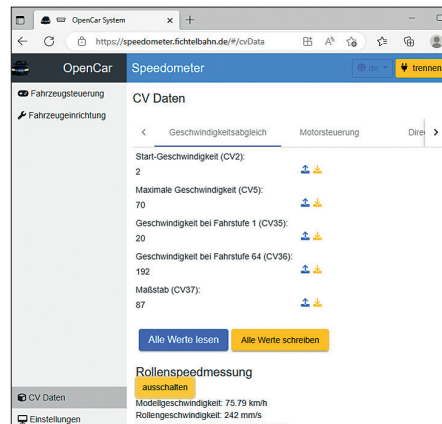 OpenCar System
https://speedometer.fichtelbahn.de/#/cvData
OpenCar
Speedometer
de
trennen
Fahrzeugsteuerung
Fahrzeugeinrichtung
CV Daten
Geschwindigkeitsabgleich
Motorsteuerung
Dire
Start-Geschwindigkeit (CV2):
2
Maximale Geschwindigkeit (CV5):
70
Geschwindigkeit bei Fahrstufe 1 (CV35):
20
Geschwindigkeit bei Fahrstufe 64 (CV36):
192
Maßstab (CV37):
87
Alle Werte lesen
Alle Werte schreiben
Rollenspeedmessung
ausschalten
Modellgeschwindigkeit: 75.79 km/h
Rollengeschwindigkeit: 242 mm/s
CV Daten
Einstellungen